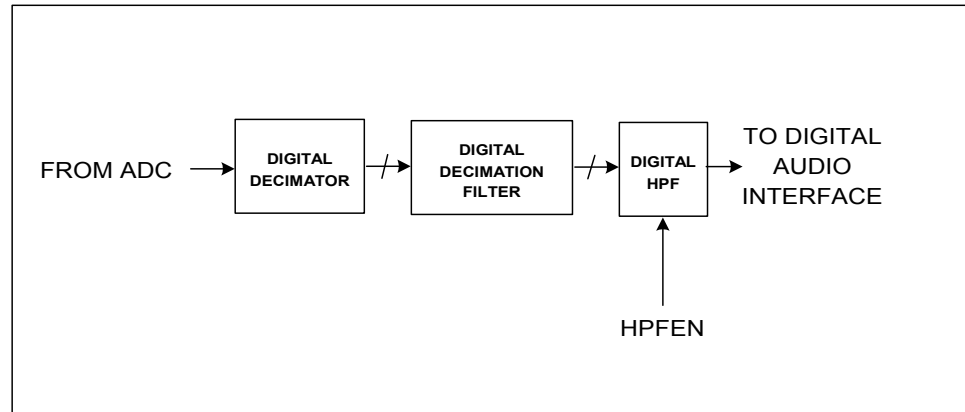 FROM ADC
DIGITAL
DECIMATOR
DIGITAL
DECIMATION
FILTER
DIGITAL
HPF
TO DIGITAL
AUDIO
INTERFACE
HPFEN